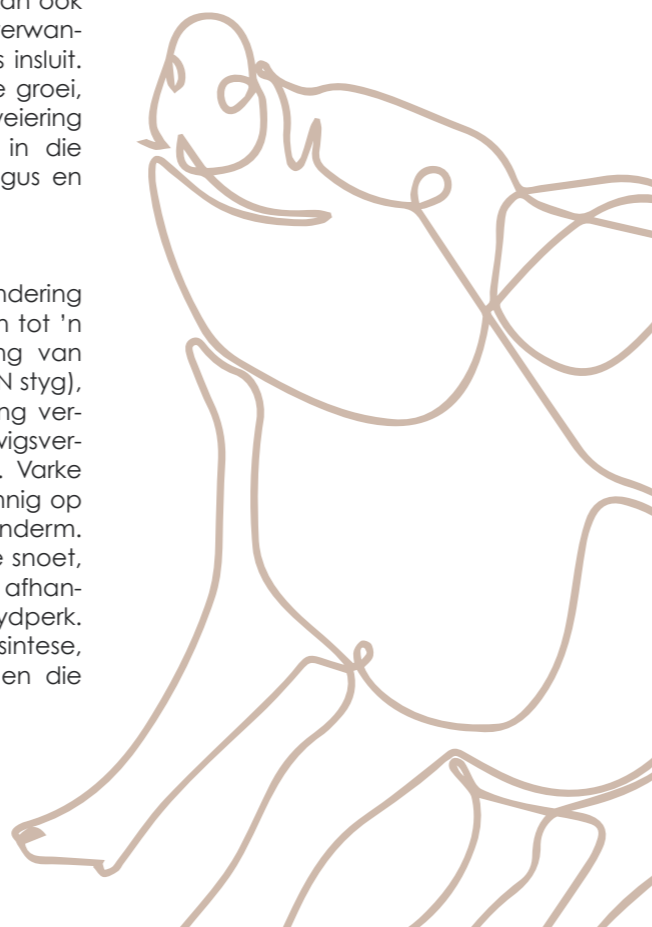 an ook
erwan-
s insluit.
e groei,
veiering
in die
gus en
ndering
n tot 'n
ng van
N styg),
ng ver-
wigsver-
. Varke
nnig op
nderm.
e snoet,
afhan-
ydperk.
sintese,
en die